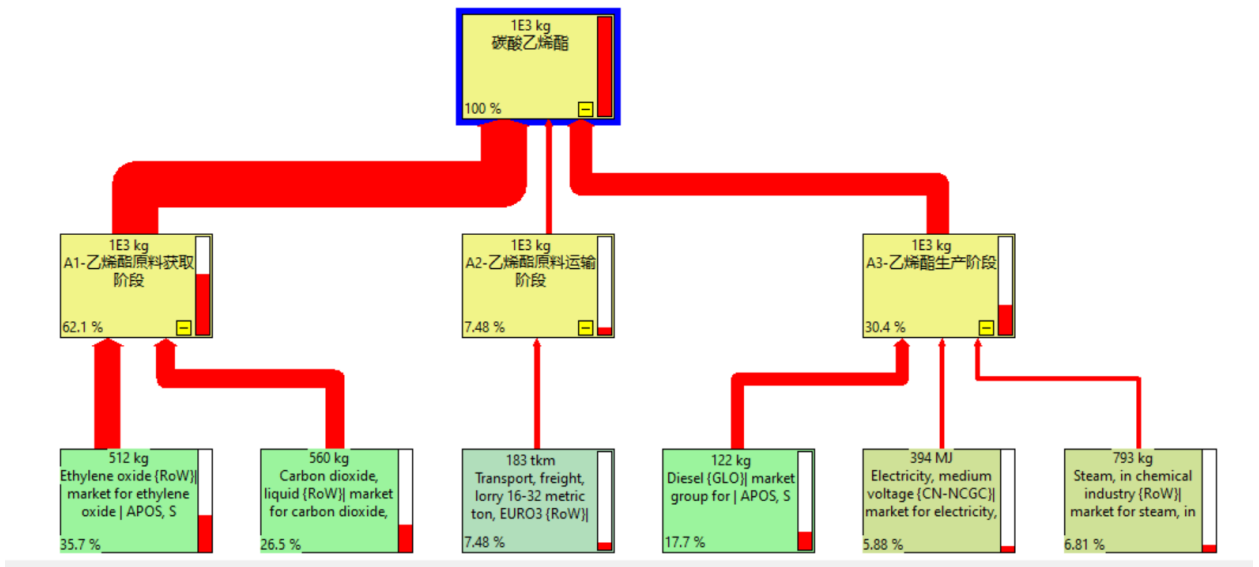 1E3 kg
碳酸乙烯酯
100 %
1E3 kg
A1-乙烯酯原料获取
阶段
62.1 %
1E3 kg
A2-乙烯酯原料运输
阶段
7.48 %
1E3 kg
A3-乙烯酯生产阶段
30.4 %
512 kg
Ethylene oxide {RoW}|
market for ethylene
oxide | APOS, S
35.7 %
560 kg
Carbon dioxide,
liquid {RoW}| market
for carbon dioxide,
26.5 %
183 tkm
Transport, freight,
lorry 16-32 metric
ton, EURO3 {RoW}|
7.48 %
122 kg
Diesel {GLO}| market
group for | APOS, S
17.7 %
394 MJ
Electricity, medium
voltage {CN-NCGC}|
market for electricity,
5.88 %
793 kg
Steam, in chemical
industry {RoW}|
market for steam, in
6.81 %